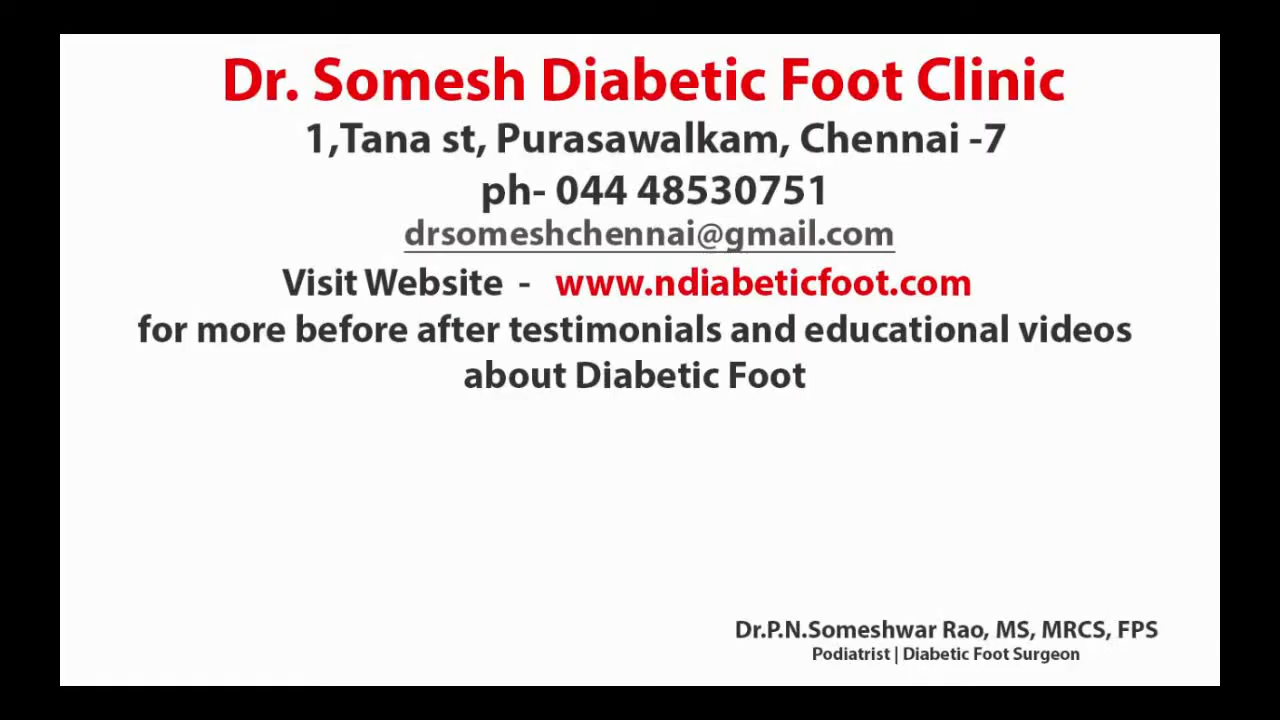 Dr. Somesh Diabetic Foot Clinic
1,Tana st, Purasawalkam, Chennai -7
ph- 044 48530751
drsomeshchennai@gmail.com
Visit Website - www.ndiabeticfoot.com
for more before after testimonials and educational videos
about Diabetic Foot
Dr.P.N.Someshwar Rao, MS, MRCS, FPS
Podiatrist | Diabetic Foot Surgeon